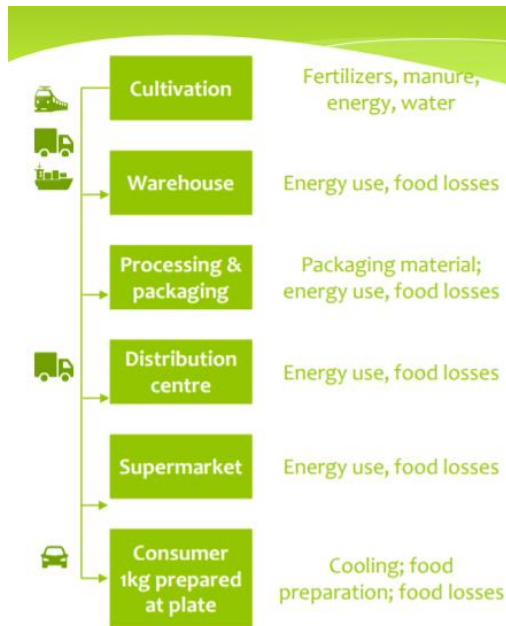 Cultivation
Fertilizers, manure,
energy, water
Warehouse
Energy use, food losses
Processing &
packaging
Packaging material;
energy use, food losses
Distribution
centre
Energy use, food losses
Supermarket
Energy use, food losses
Consumer
1kg prepared
at plate
Cooling; food
preparation; food losses